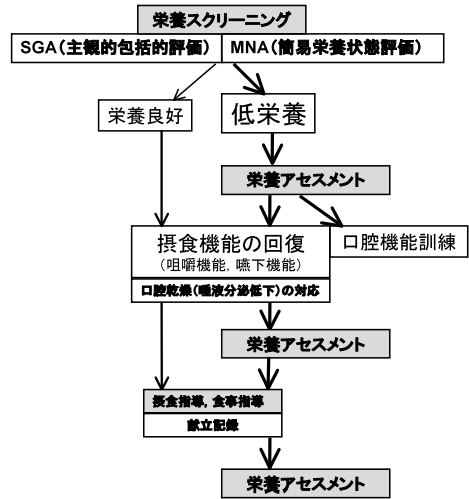 栄養スクリーニング
SGA（主観的包括的評価） MNA（簡易栄養状態評価）
栄養良好
低栄養
栄養アセスメント
摂食機能の回復
（咀嚼機能，嚥下機能）
口腔機能訓練
口腔乾燥（唾液分泌低下）の対応
栄養アセスメント
摂食指導，食事指導
献立記録
栄養アセスメント